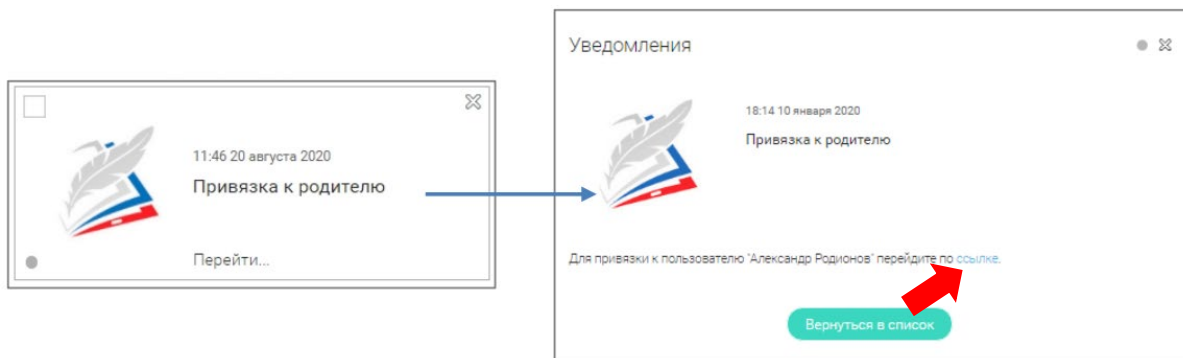 11:46 20 августа 2020
Привязка к родителю
Перейти...
Уведомления
18:14 10 января 2020
Привязка к родителю
Для привязки к пользователю "Александр Родионов" перейдите по ссылке.
Вернуться в список